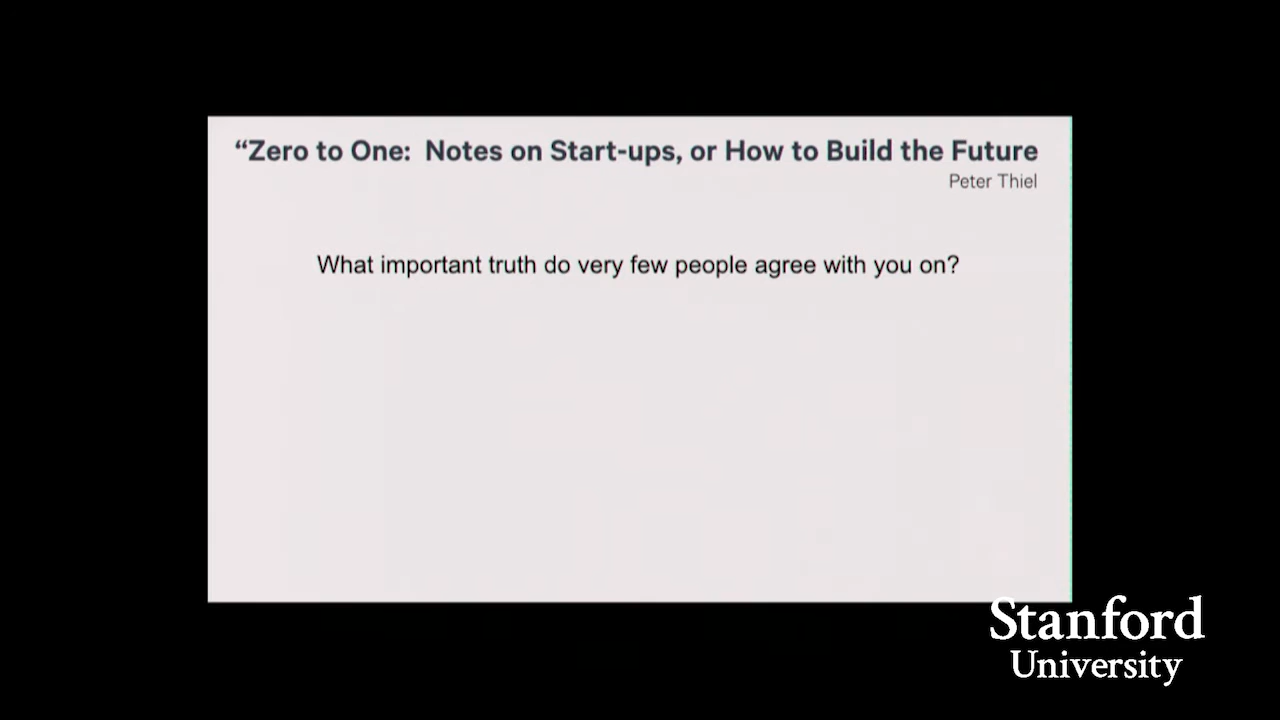 “Zero to One:  Notes on Start-ups, or How to Build the Future
Peter Thiel
What important truth do very few people agree with you on?
Stanford
University